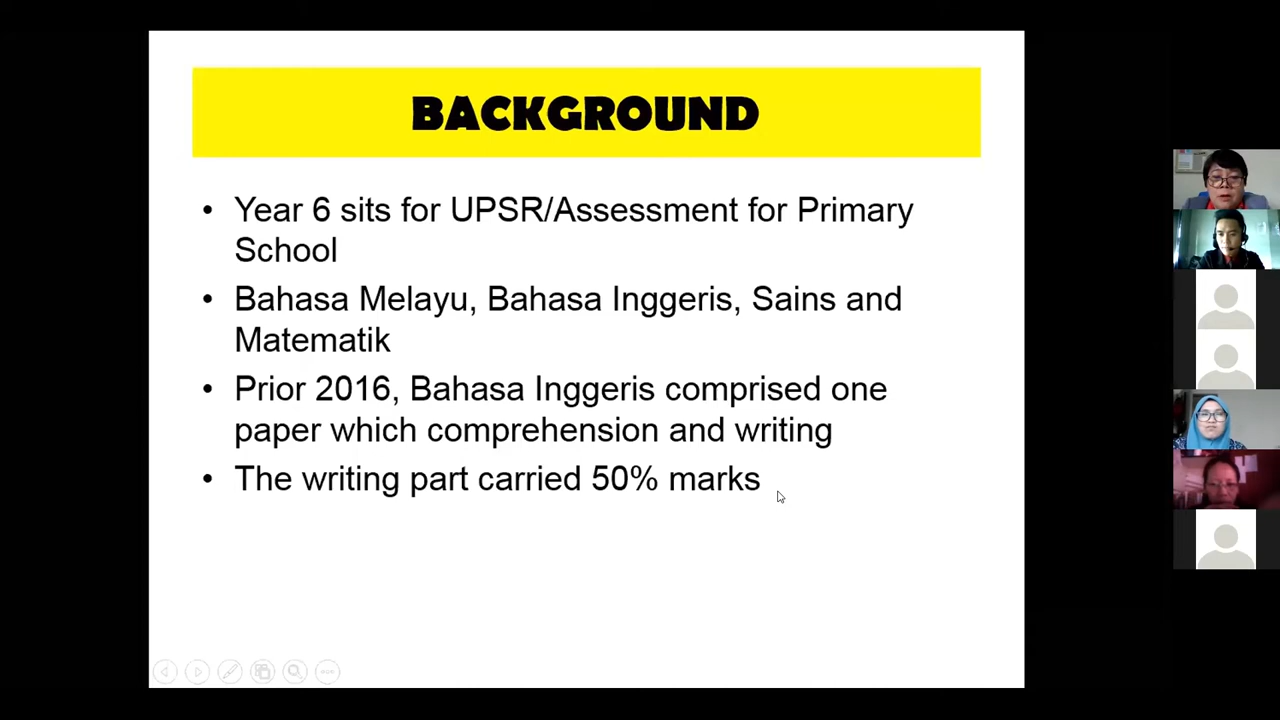 BACKGROUND
• Year 6 sits for UPSR/Assessment for Primary
School
• Bahasa Melayu, Bahasa Inggeris, Sains and
Matematik
• Prior 2016, Bahasa Inggeris comprised one
paper which comprehension and writing
• The writing part carried 50% marks